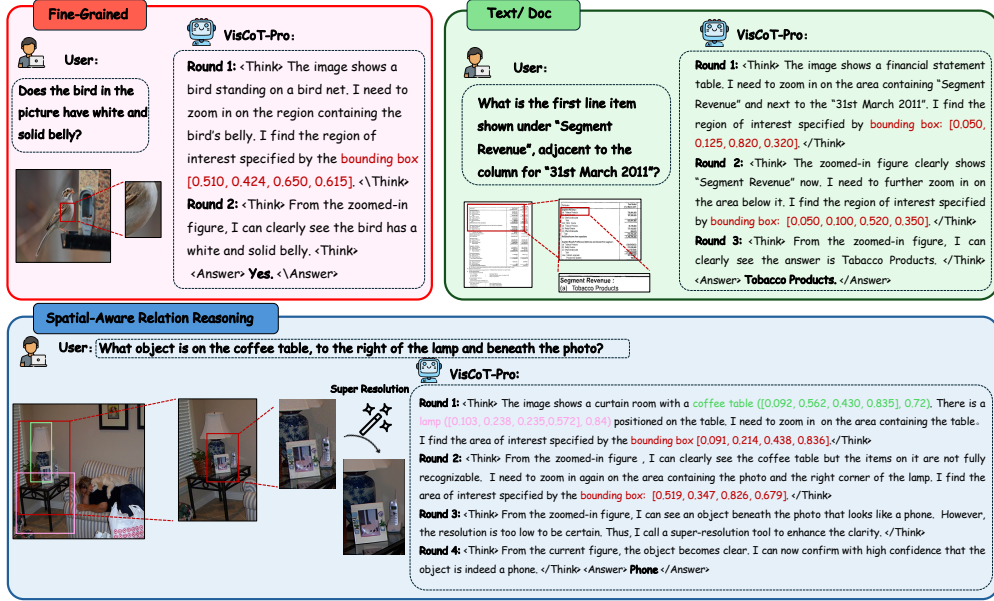 Fine-Grained
User:
Does the bird in the
picture have white and
solid belly?
VisCoT-Pro:
Round 1: <Think> The image shows a
bird standing on a bird net. I need to
zoom in on the region containing the
bird's belly. I find the region of
interest specified by the bounding box
[0.510, 0.424, 0.650, 0.615]. <\Think>
Round 2: <Think> From the zoomed-in
figure, I can clearly see the bird has a
white and solid belly. <Think>
<Answer> Yes. <\Answer>
Text/ Doc
User:
What is the first line item
shown under "Segment
Revenue", adjacent to the
column for "31st March 2011"?
Segment Revenue :
(a) Tobacco Products
VisCoT-Pro:
Round 1: <Think> The image shows a financial statement
table. I need to zoom in on the area containing "Segment
Revenue" and next to the "31st March 2011". I find the
region of interest specified by bounding box: [0.050,
0.125, 0.820, 0.320]. </Think>
Round 2: <Think> The zoomed-in figure clearly shows
"Segment Revenue" now. I need to further zoom in on
the area below it. I find the region of interest specified
by bounding box: [0.050, 0.100, 0.520, 0.350]. </Think>
Round 3: <Think> From the zoomed-in figure, I can
clearly see the answer is Tabacco Products. </Think>
<Answer> Tobacco Products. </Answer>
Spatial-Aware Relation Reasoning
User: What object is on the coffee table, to the right of the lamp and beneath the photo?
Super Resolution
VisCoT-Pro:
Round 1: <Think> The image shows a curtain room with a coffee table ([0.092, 0.562, 0.430, 0.835], 0.72). There is a
lamp ([0.103, 0.238, 0.235,0.572], 0.84) positioned on the table. I need to zoom in on the area containing the table.
I find the area of interest specified by the bounding box [0.091, 0.214, 0.438, 0.836].</Think>
Round 2: <Think> From the zoomed-in figure , I can clearly see the coffee table but the items on it are not fully
recognizable. I need to zoom in again on the area containing the photo and the right corner of the lamp. I find the
area of interest specified by the bounding box: [0.519, 0.347, 0.826, 0.679]. </Think>
Round 3: <Think> From the zoomed-in figure, I can see an object beneath the photo that looks like a phone. However,
the resolution is too low to be certain. Thus, I call a super-resolution tool to enhance the clarity. </Think>
Round 4: <Think> From the current figure, the object becomes clear. I can now confirm with high confidence that the
object is indeed a phone. </Think> <Answer> Phone </Answer>